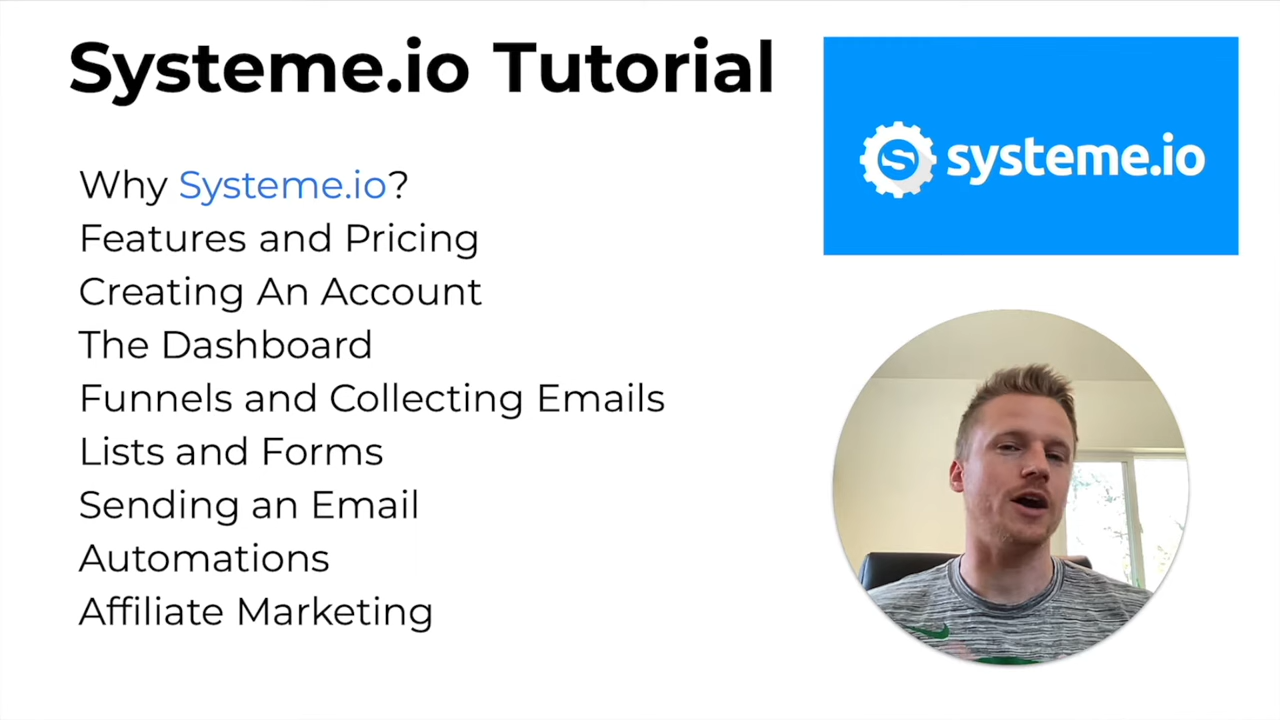 Systeme.io Tutorial
systeme.io
Why Systeme.io?
Features and Pricing
Creating An Account
The Dashboard
Funnels and Collecting Emails
Lists and Forms
Sending an Email
Automations
Affiliate Marketing